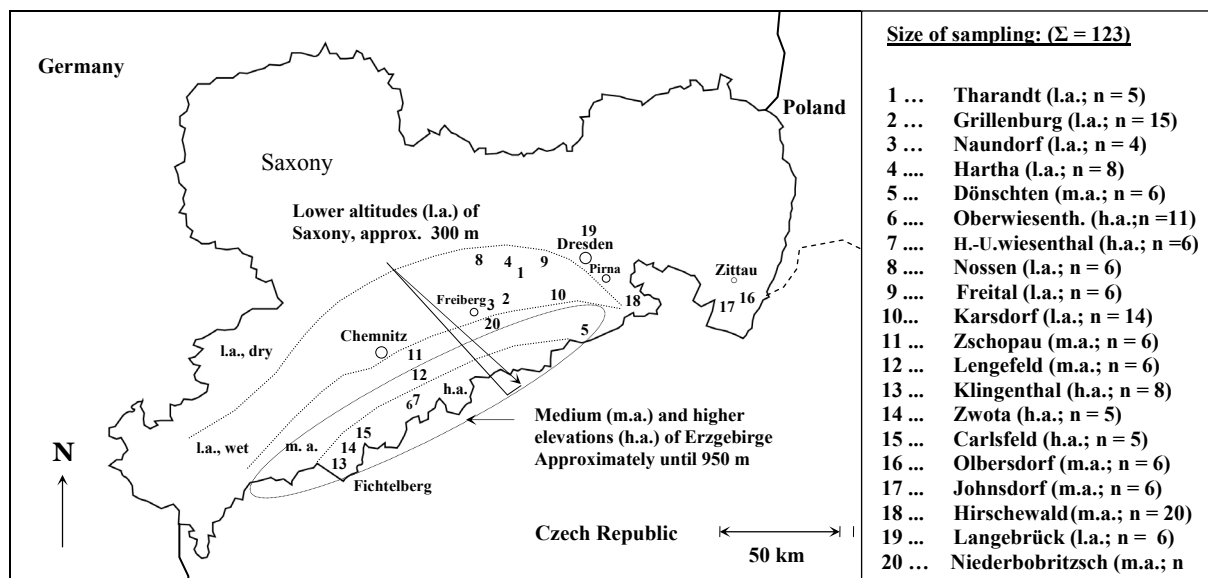 Germany
Poland
Saxony
Lower altitudes (l.a.) of
Saxony, approx. 300 m
19
Dresden
8
4
9
1
Pirna
Zittau
Freiberg
3
2
10
18
17
16
20
5
Chemnitz
11
l.a., dry
12
h.a.
6
7
Medium (m.a.) and higher
elevations (h.a.) of Erzgebirge
Approximately until 950 m
15
m. a.
14
l.a., wet
13
N
Fichtelberg
Czech Republic
50 km
Size of sampling: (Σ = 123)
1 … Tharandt (l.a.; n = 5)
2 … Grillenburg (l.a.; n = 15)
3 … Naundorf (l.a.; n = 4)
4 .... Hartha (l.a.; n = 8)
5 ... Dönschten (m.a.; n = 6)
6 .... Oberwiesenth. (h.a.;n =11)
7 .... H.-U.wiesenthal (h.a.; n =6)
8 ... Nossen (l.a.; n = 6)
9 .... Freital (l.a.; n = 6)
10... Karsdorf (l.a.; n = 14)
11 ... Zschopau (m.a.; n = 6)
12 ... Lengefeld (m.a.; n = 6)
13 ... Klingenthal (h.a.; n = 8)
14 ... Zwota (h.a.; n = 5)
15 ... Carlsfeld (h.a.; n = 5)
16 ... Olbersdorf (m.a.; n = 6)
17 ... Johnsdorf (m.a.; n = 6)
18 ... Hirschewald (m.a.; n = 20)
19 ... Langebrück (l.a.; n = 6)
20 … Niederbobritzsch (m.a.; n